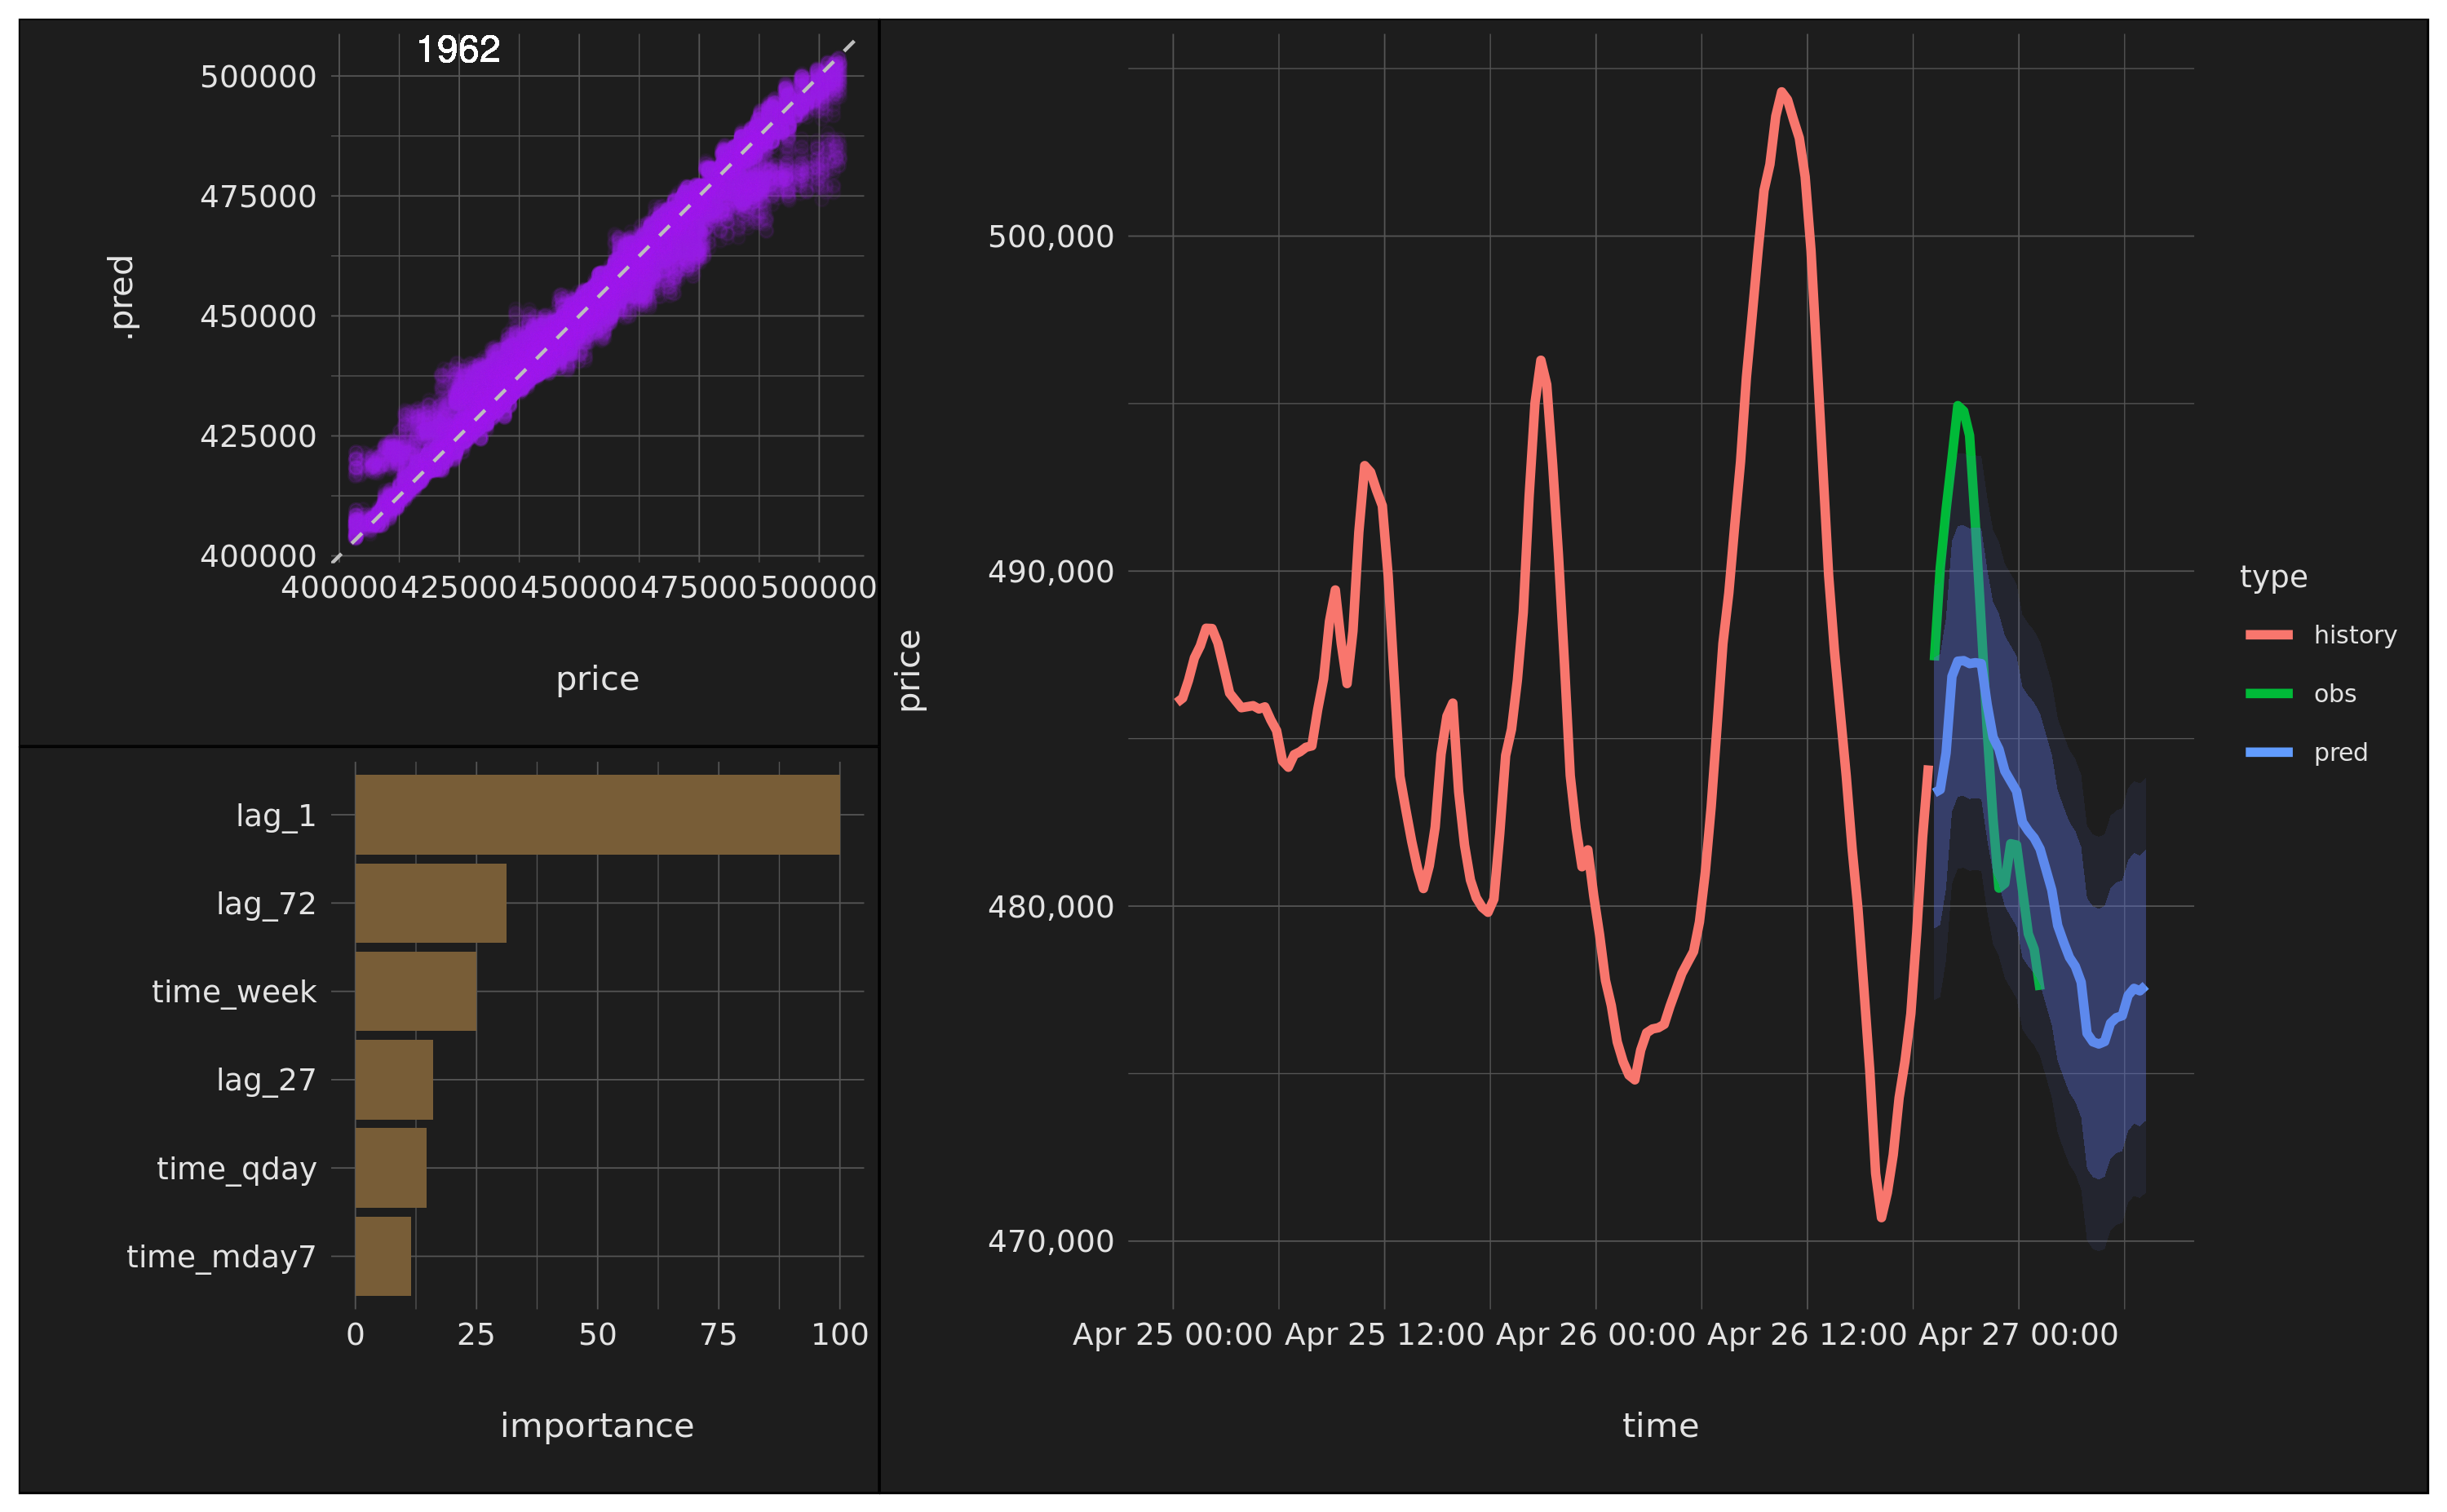 1962
500000
475000
450000
425000
400000
.pred
400000 425000 450000 475000 500000
price
lag_1
lag_72
time_week
lag_27
time_qday
time_mday7
0 25 50 75 100
importance
500,000
490,000
480,000
470,000
price
Apr 25 00:00 Apr 25 12:00 Apr 26 00:00 Apr 26 12:00 Apr 27 00:00
time
type
history
obs
pred